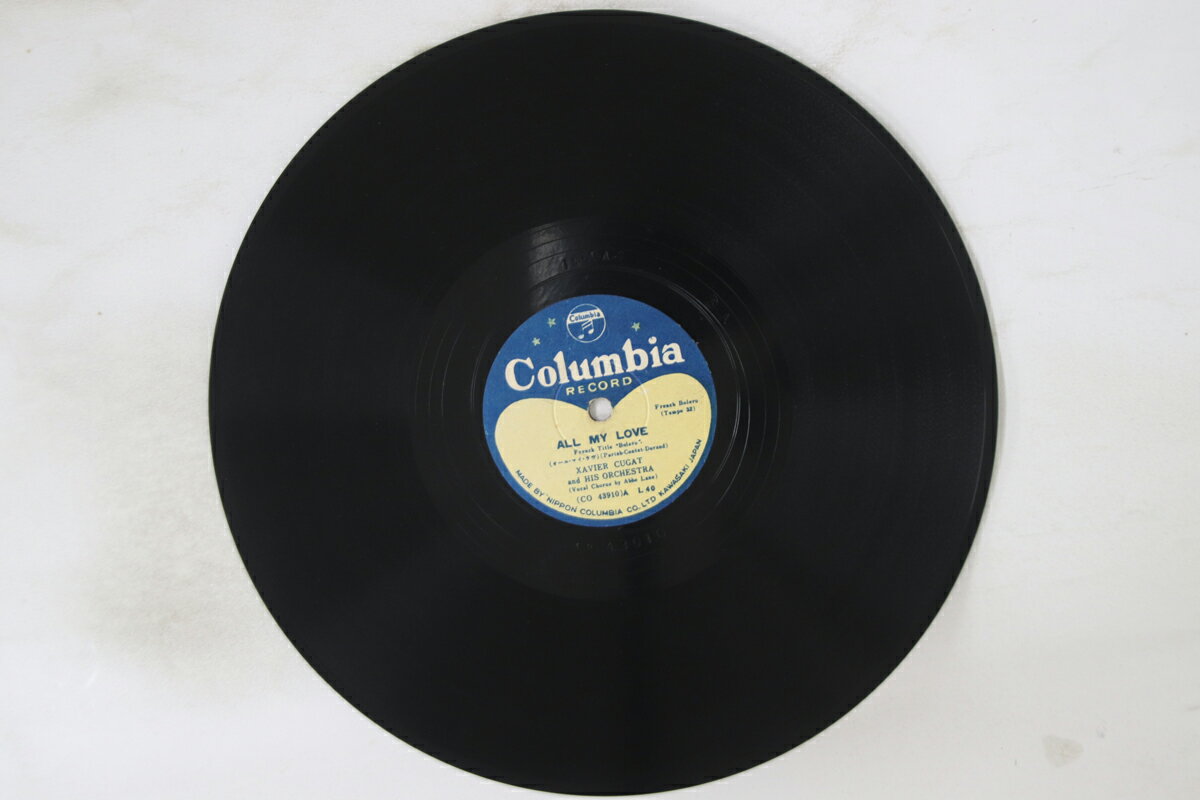 Columbia
Columbia
RECORD
French Bolero
(Tempo 32)
ALL MY LOVE
French Title "Bolero"
(オール・マイ・ラヴ) (Parish-Contet-Durand)
XAVIER CUGAT
and HIS ORCHESTRA
(Vocal Chorus by Abbe Lane)
(CO 43910)A L 40
MADE BY NIPPON COLUMBIA CO., LTD KAWASAKI JAPAN